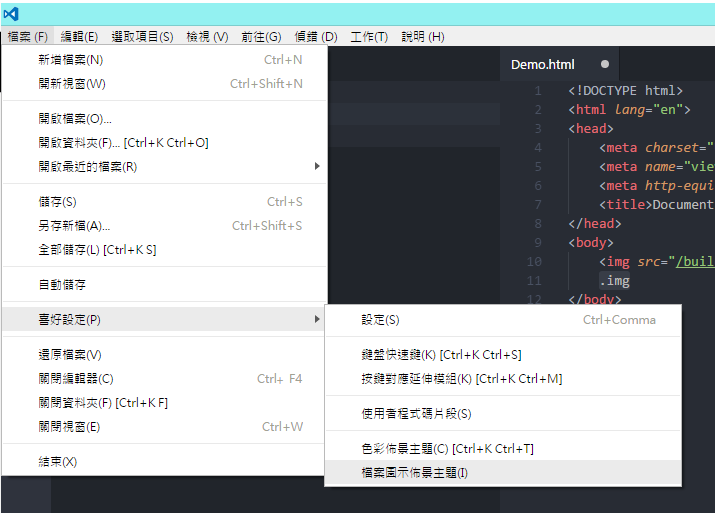 檔案 (F) 編輯(E) 選取項目(S) 檢視 (V) 前往(G) 偵錯 (D) 工作(T) 說明 (H)
新增檔案(N) Ctrl+N
開新視窗(W) Ctrl+Shift+N
開啟檔案(O)...
開啟資料夾(F)... [Ctrl+K Ctrl+O]
開啟最近的檔案(R)
儲存(S) Ctrl+S
另存新檔(A)... Ctrl+Shift+S
全部儲存(L) [Ctrl+K S]
自動儲存
喜好設定(P)
還原檔案(V)
關閉編輯器(C) Ctrl+ F4
關閉資料夾(F) [Ctrl+K F]
關閉視窗(E) Ctrl+W
結束(X)
設定(S) Ctrl+Comma
鍵盤快速鍵(K) [Ctrl+K Ctrl+S]
按鍵對應延伸模組(K) [Ctrl+K Ctrl+M]
使用者程式碼片段(S)
色彩佈景主題(C) [Ctrl+K Ctrl+T]
檔案圖示佈景主題(I)
Demo.html
1 <!DOCTYPE html>
2 <html lang="en">
3 <head>
4 <meta charset="
5 <meta name="vie
6 <meta http-equi
7 <title>Document
8 </head>
9 <body>
10 <img src="/buil
11 .img
12 </body>